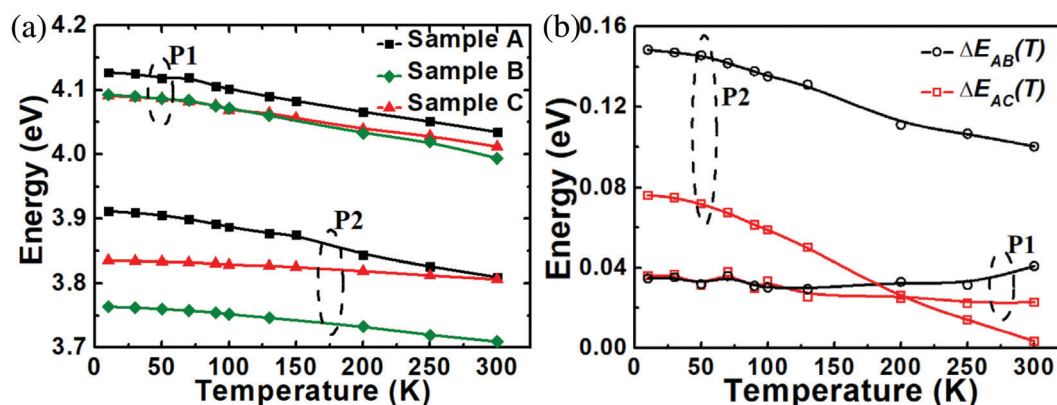 (a)
4.2
4.1
4.0
3.9
3.8
3.7
Energy (eV)
P1
Sample A
Sample B
Sample C
P2
0 50 100 150 200 250 300
Temperature (K)
(b)
0.16
0.12
0.08
0.04
0.00
Energy (eV)
P2
ΔE_AB(T)
ΔE_AC(T)
P1
0 50 100 150 200 250 300
Temperature (K)